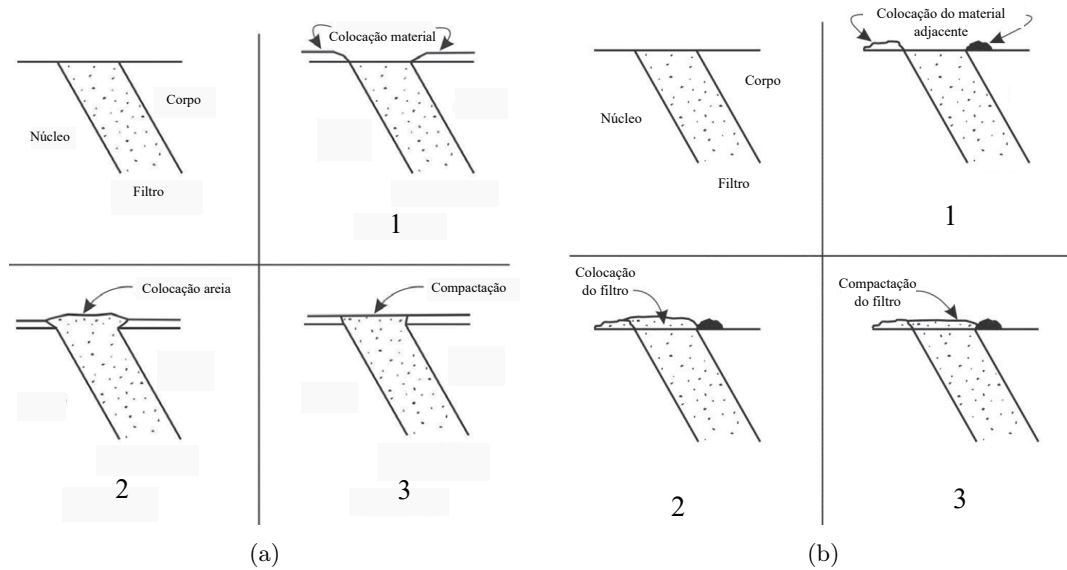 Colocação material
Corpo
Núcleo
Filtro
1
Colocação areia
2
Compactação
3
(a)
Colocação do material
adjacente
Corpo
Núcleo
Filtro
1
Colocação
do filtro
2
Compactação
do filtro
3
(b)